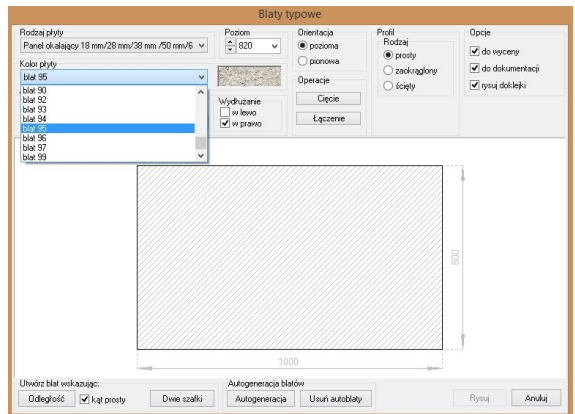 Blaty typowe
Rodzaj płyty
Panel okalający 18 mm/28 mm/38 mm /50 mm/6
Kolor płyty
blat 95
blat 90
blat 92
blat 93
blat 94
blat 95
blat 96
blat 97
blat 99
Poziom
820
Wydłużanie
w lewo
w prawo
Orientacja
pozioma
pionowa
Operacje
Cięcie
Łączenie
Profil
Rodzaj
prosty
zaokrąglony
ścięty
Opcje
do wyceny
do dokumentacji
rysuj doklejki
600
1000
Utwórz blat wskazując:
Odległość
kąt prosty
Dwie szafki
Autogeneracja blatów
Autogeneracja
Usuń autoblaty
Rysuj
Anuluj